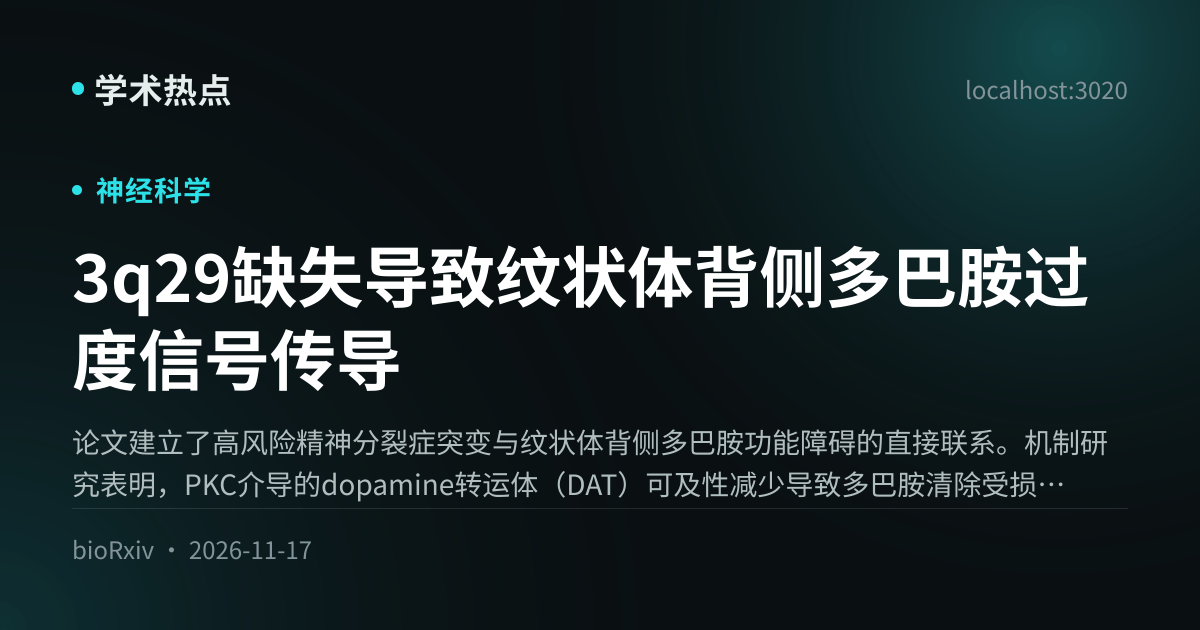 学术热点
localhost:3020
神经科学
3q29缺失导致纹状体背侧多巴胺过
度信号传导
论文建立了高风险精神分裂症突变与纹状体背侧多巴胺功能障碍的直接联系。机制研
究表明，PKC介导的dopamine转运体（DAT）可及性减少导致多巴胺清除受损…
bioRxiv • 2026-11-17